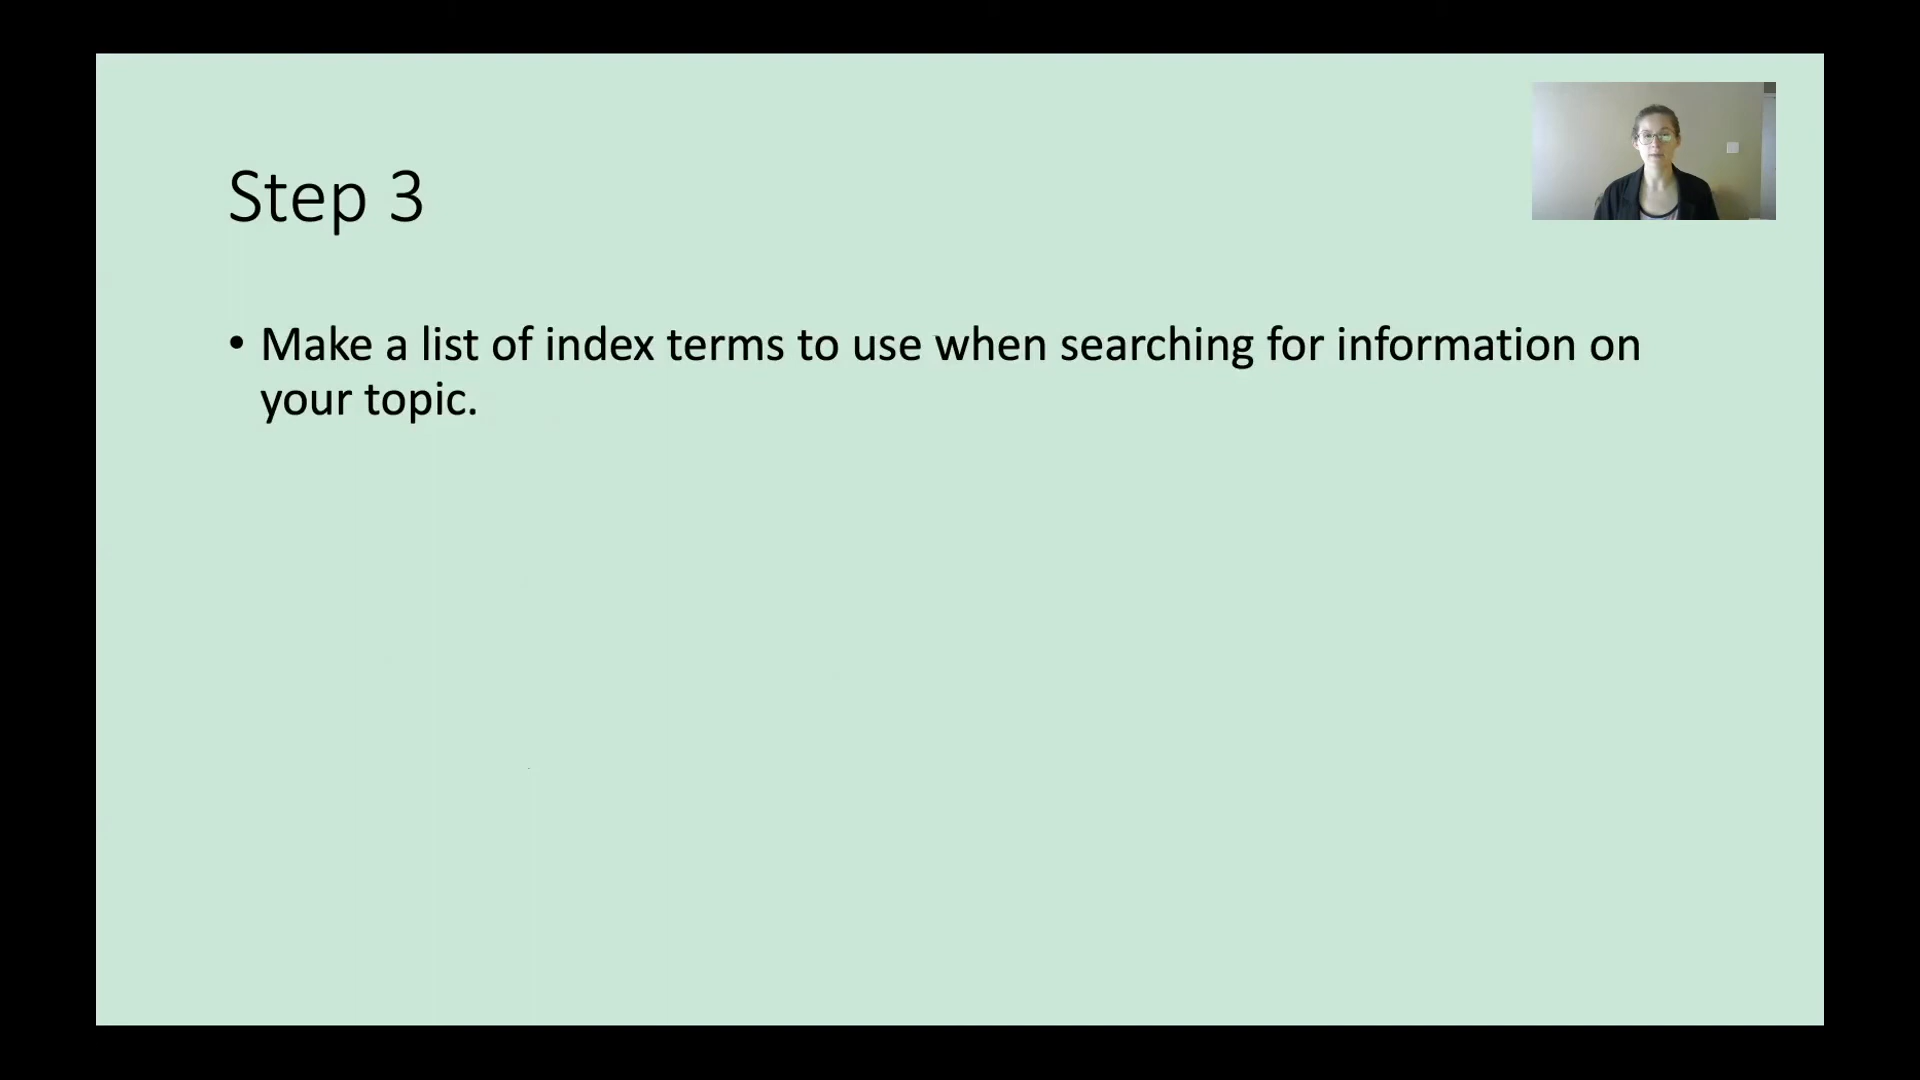 Step 3
• Make a list of index terms to use when searching for information on
your topic.